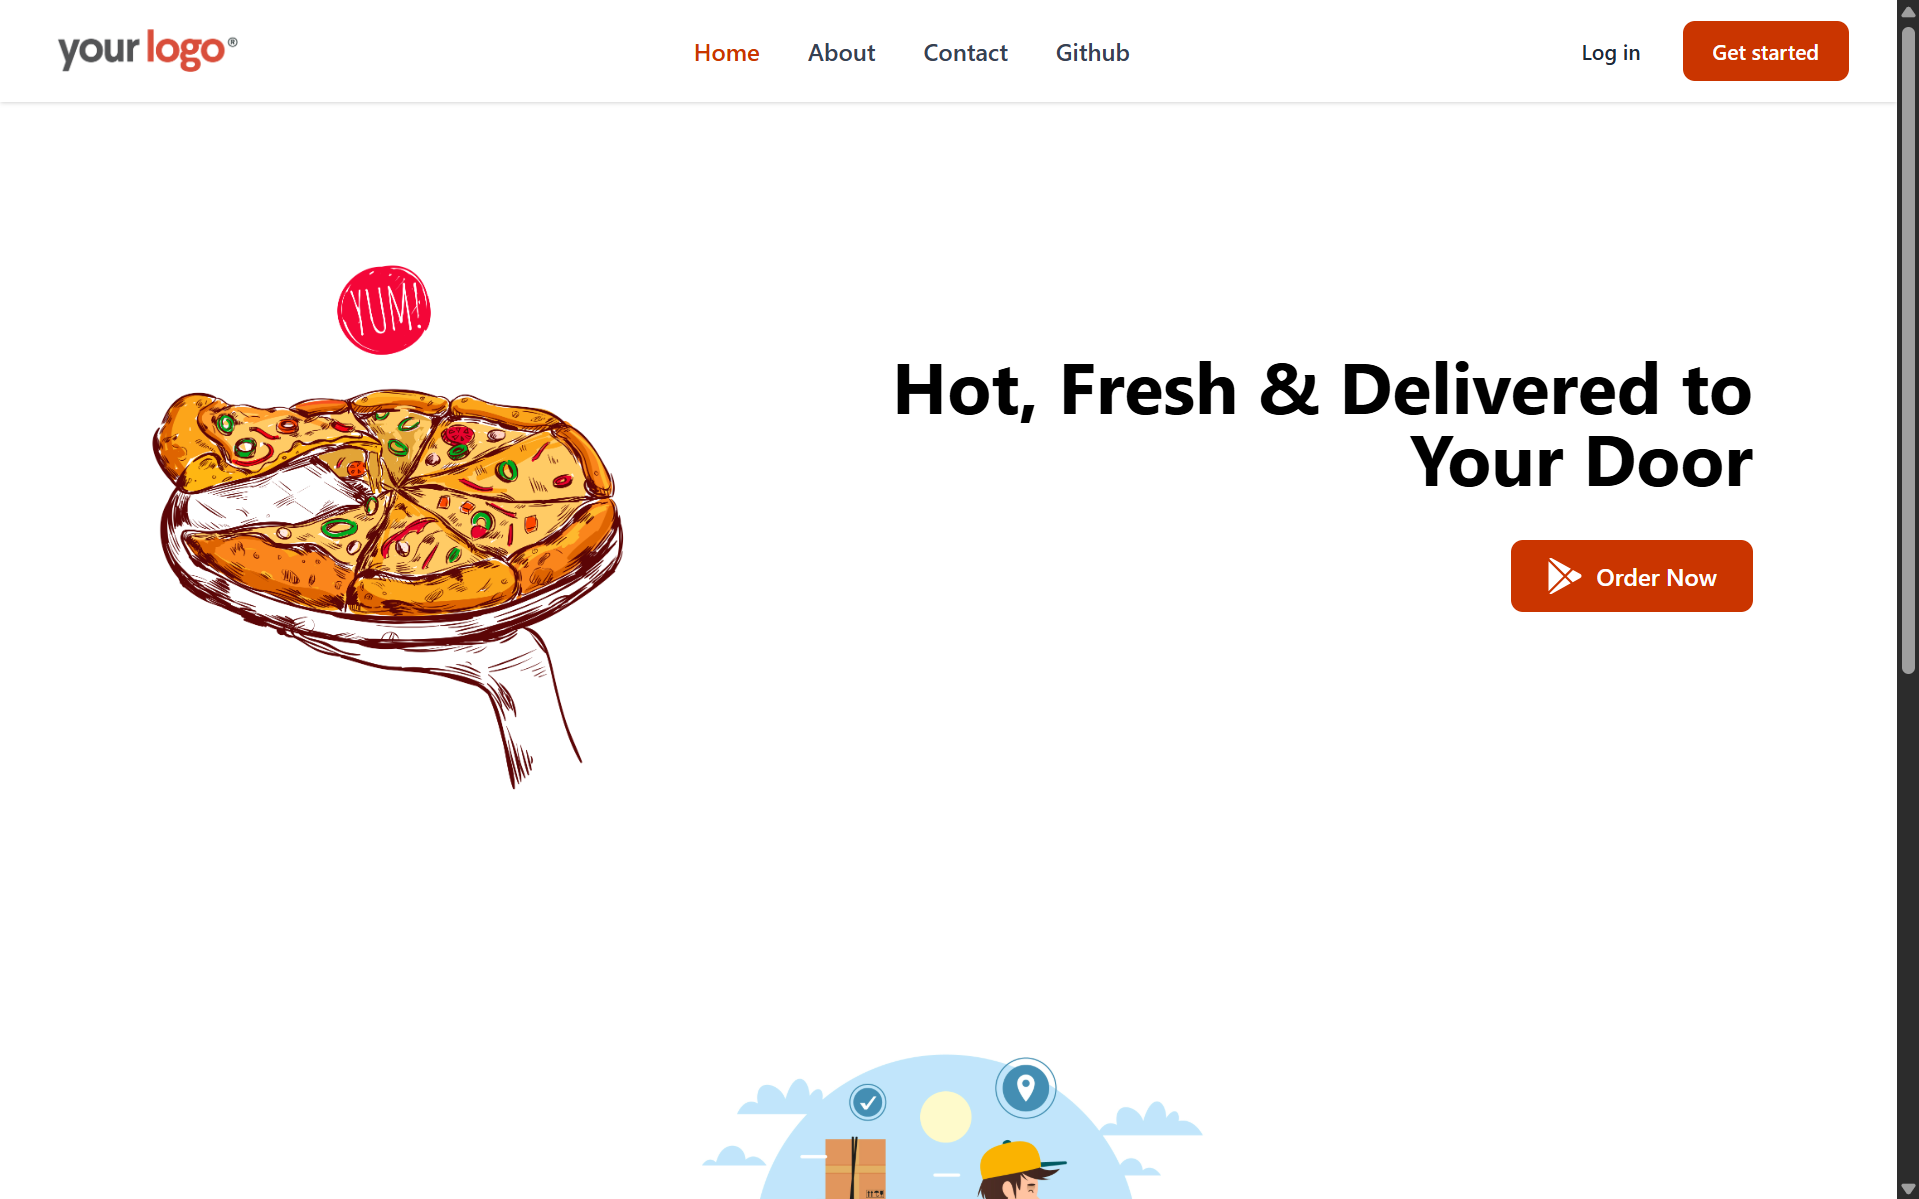 your logo®
Home
About
Contact
Github
Log in
Get started
YUM!
Hot, Fresh & Delivered to
Your Door
Order Now